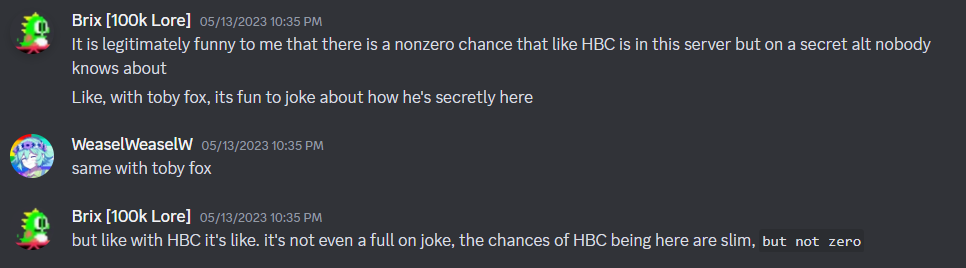 Brix [100k Lore] 05/13/2023 10:35 PM
It is legitimately funny to me that there is a nonzero chance that like HBC is in this server but on a secret alt nobody
knows about
Like, with toby fox, its fun to joke about how he's secretly here
WeaselWeaselW 05/13/2023 10:35 PM
same with toby fox
Brix [100k Lore] 05/13/2023 10:35 PM
but like with HBC it's like. it's not even a full on joke, the chances of HBC being here are slim, but not zero